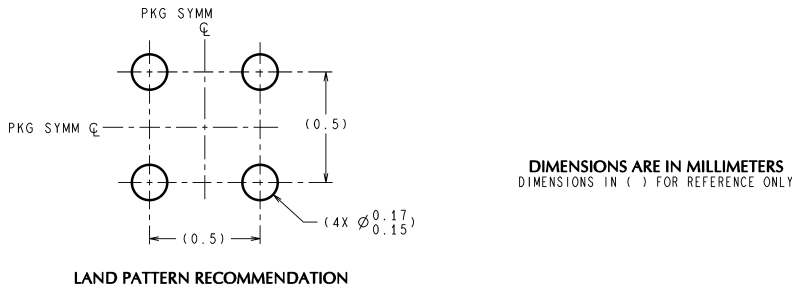 PKG SYMM
℄
PKG SYMM ℄
(0.5)
DIMENSIONS ARE IN MILLIMETERS
DIMENSIONS IN ( ) FOR REFERENCE ONLY
(4X Ø 0.17
0.15)
(0.5)
LAND PATTERN RECOMMENDATION